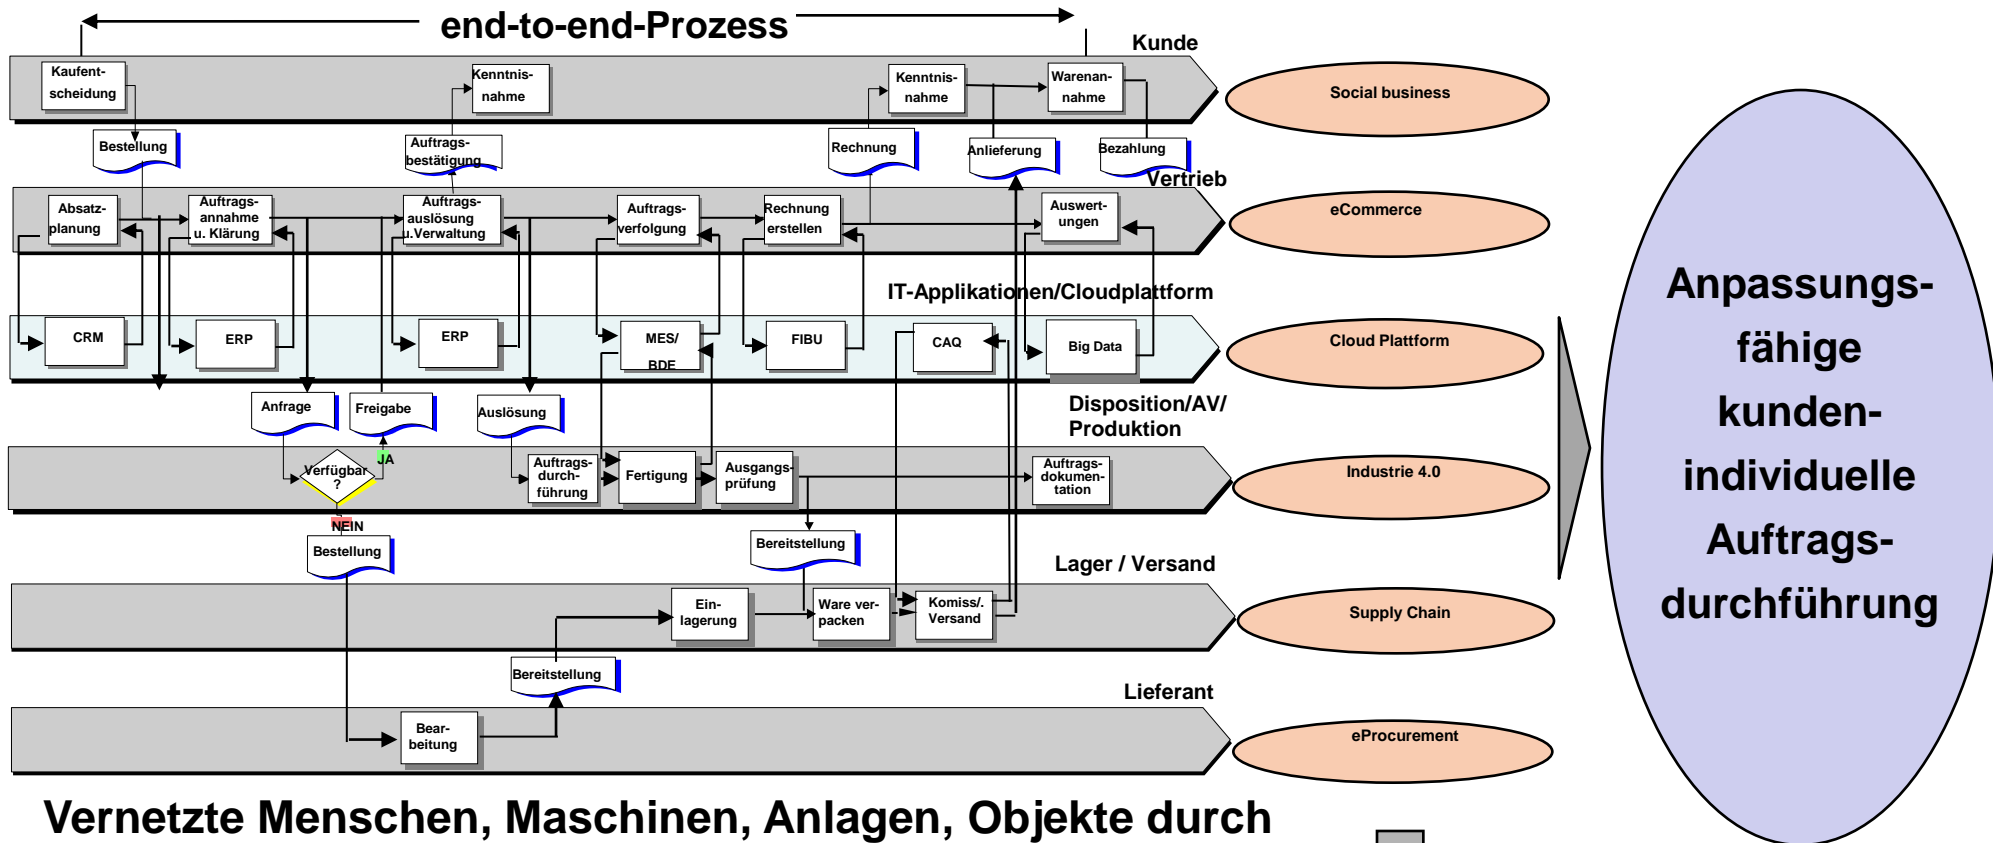 end-to-end-Prozess
Kunde
Kaufent-
scheidung
Kenntnis-
nahme
Kenntnis-
nahme
Warenan-
nahme
Social business
Bestellung
Auftrags-
bestätigung
Rechnung
Anlieferung
Bezahlung
Vertrieb
Absatz-
planung
Auftrags-
annahme
u. Klärung
Auftrags-
auslösung
u.Verwaltung
Auftrags-
verfolgung
Rechnung
erstellen
Auswert-
ungen
eCommerce
IT-Applikationen/Cloudplattform
CRM
ERP
ERP
MES/
BDE
FIBU
CAQ
Big Data
Cloud Plattform
Anfrage
Freigabe
Auslösung
Disposition/AV/
Produktion
Verfügbar
?
JA
NEIN
Auftrags-
durch-
führung
Fertigung
Ausgangs-
prüfung
Auftrags-
dokumen-
tation
Industrie 4.0
Bestellung
Bereitstellung
Lager / Versand
Ein-
lagerung
Ware ver-
packen
Komiss/.
Versand
Supply Chain
Bereitstellung
Lieferant
Bear-
beitung
eProcurement
Anpassungs-
fähige
kunden-
individuelle
Auftrags-
durchführung
Vernetzte Menschen, Maschinen, Anlagen, Objekte durch